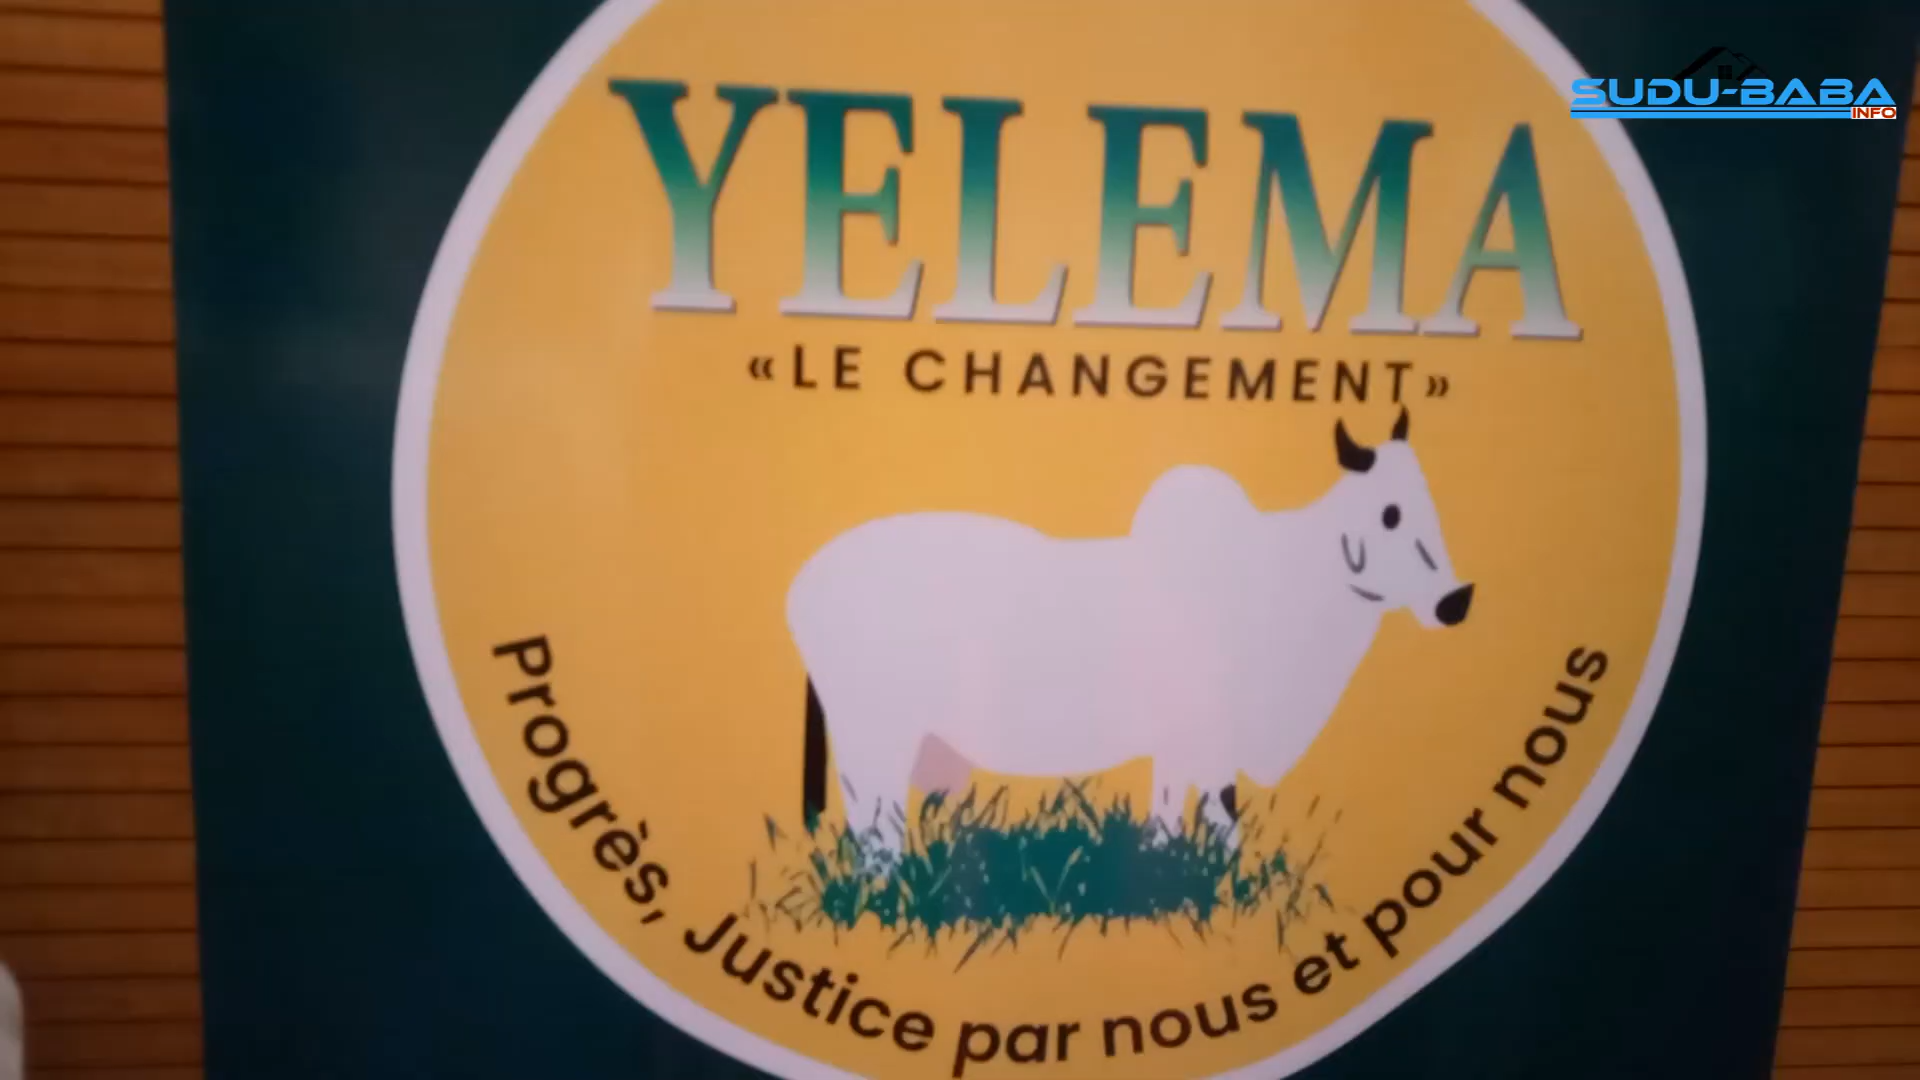 SUDU-BABA
INFO
YELEMA
«LE CHANGEMENT»
Progrès, Justice par nous et pour nous